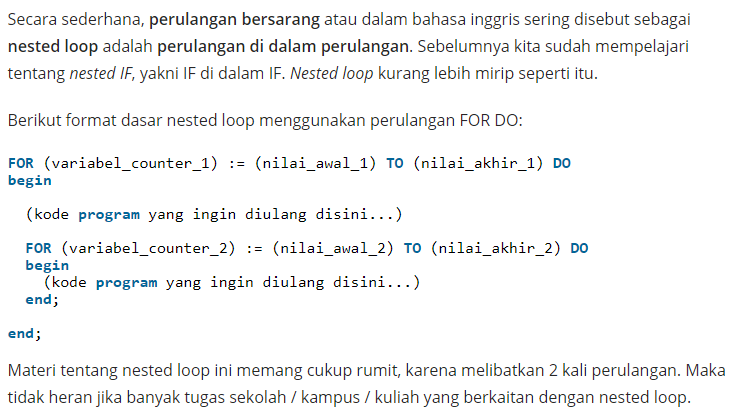 Secara sederhana, perulangan bersarang atau dalam bahasa inggris sering disebut sebagai
nested loop adalah perulangan di dalam perulangan. Sebelumnya kita sudah mempelajari
tentang nested IF, yakni IF di dalam IF. Nested loop kurang lebih mirip seperti itu.
Berikut format dasar nested loop menggunakan perulangan FOR DO:
FOR (variabel_counter_1) := (nilai_awal_1) TO (nilai_akhir_1) DO
begin
(kode program yang ingin diulang disini...)
FOR (variabel_counter_2) := (nilai_awal_2) TO (nilai_akhir_2) DO
begin
(kode program yang ingin diulang disini...)
end;
end;
Materi tentang nested loop ini memang cukup rumit, karena melibatkan 2 kali perulangan. Maka
tidak heran jika banyak tugas sekolah / kampus / kuliah yang berkaitan dengan nested loop.